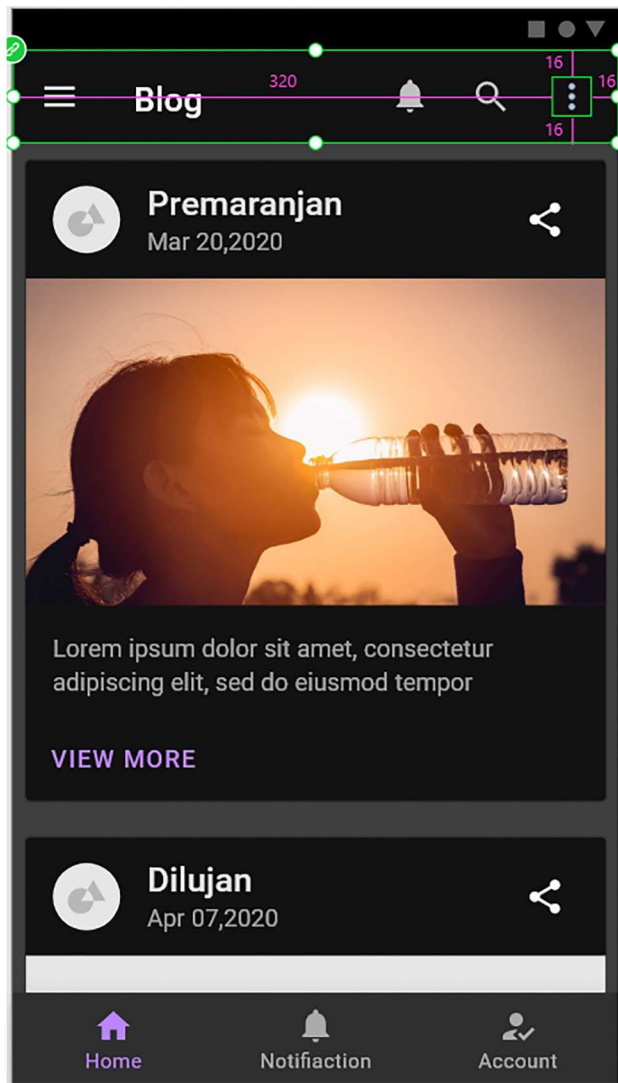 16
320
16
Blog
16
Premaranjan
Mar 20,2020
Lorem ipsum dolor sit amet, consectetur
adipiscing elit, sed do eiusmod tempor
VIEW MORE
Dilujan
Apr 07,2020
Home
Notifiaction
Account